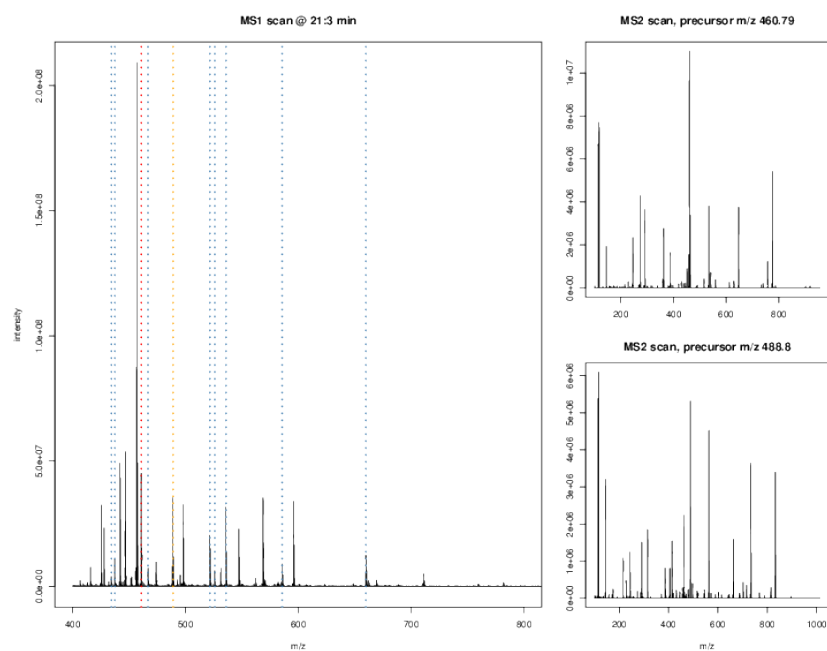 MS1 scan @ 21:3 min
intensity
0.0e+00
5.0e+07
1.0e+08
1.5e+08
2.0e+08
400
500
600
700
800
m/z
MS2 scan, precursor m/z 460.79
0e+00
2e+06
4e+06
6e+06
8e+06
1e+07
200
400
600
800
MS2 scan, precursor m/z 488.8
0e+00
1e+06
2e+06
3e+06
4e+06
5e+06
6e+06
200
400
600
800
1000
m/z